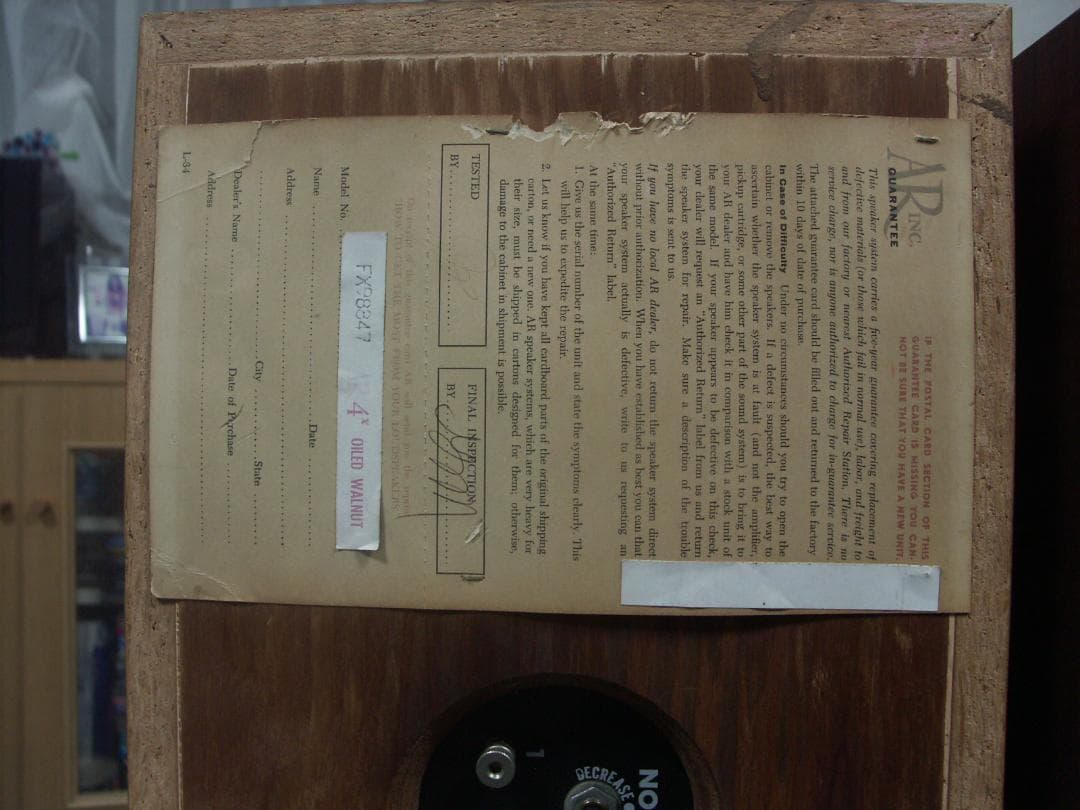 AR INC.
GUARANTEE
IF THE POSTAL CARD SECTION OF THIS
GUARANTEE CARD IS MISSING YOU CAN-
NOT BE SURE THAT YOU HAVE A NEW UNIT.
This speaker system carries a five-year guarantee covering replacement of
defective materials (or those which fail in normal use), labor, and freight to
and from our factory or nearest Authorized Repair Station. There is no
service charge, nor is anyone authorized to charge for in-guarantee service.
The attached guarantee card should be filled out and returned to the factory
within 10 days of date of purchase.
In Case of Difficulty Under no circumstances should you try to open the
cabinet or remove the speakers. If a defect is suspected, the best way to
ascertain whether the speaker system is at fault (and not the amplifier,
pickup cartridge, or some other part of the sound system) is to bring it to
your AR dealer and have him check it in comparison with a stock unit of
the same model. If your speaker appears to be defective on this check,
your dealer will request an "Authorized Return" label from us and return
the speaker system for repair. Make sure a description of the trouble
symptoms is sent to us.
If you have no local AR dealer, do not return the speaker system direct
without prior authorization. When you have established as best you can that
your speaker system actually is defective, write to us requesting an
"Authorized Return" label.
At the same time:
1. Give us the serial number of the unit and state the symptoms clearly. This
will help us to expedite the repair.
2. Let us know if you have kept all cardboard parts of the original shipping
carton, or need a new one. AR speaker systems, which are very heavy for
their size, must be shipped in cartons designed for them; otherwise,
damage to the cabinet in shipment is possible.
TESTED
BY
FINAL INSPECTION
BY
Model No.
FX98847
4x OILED WALNUT
Name
Date
Address
City
State
Dealer's Name
Date of Purchase
Address
L-34
1
DECREASE
NO